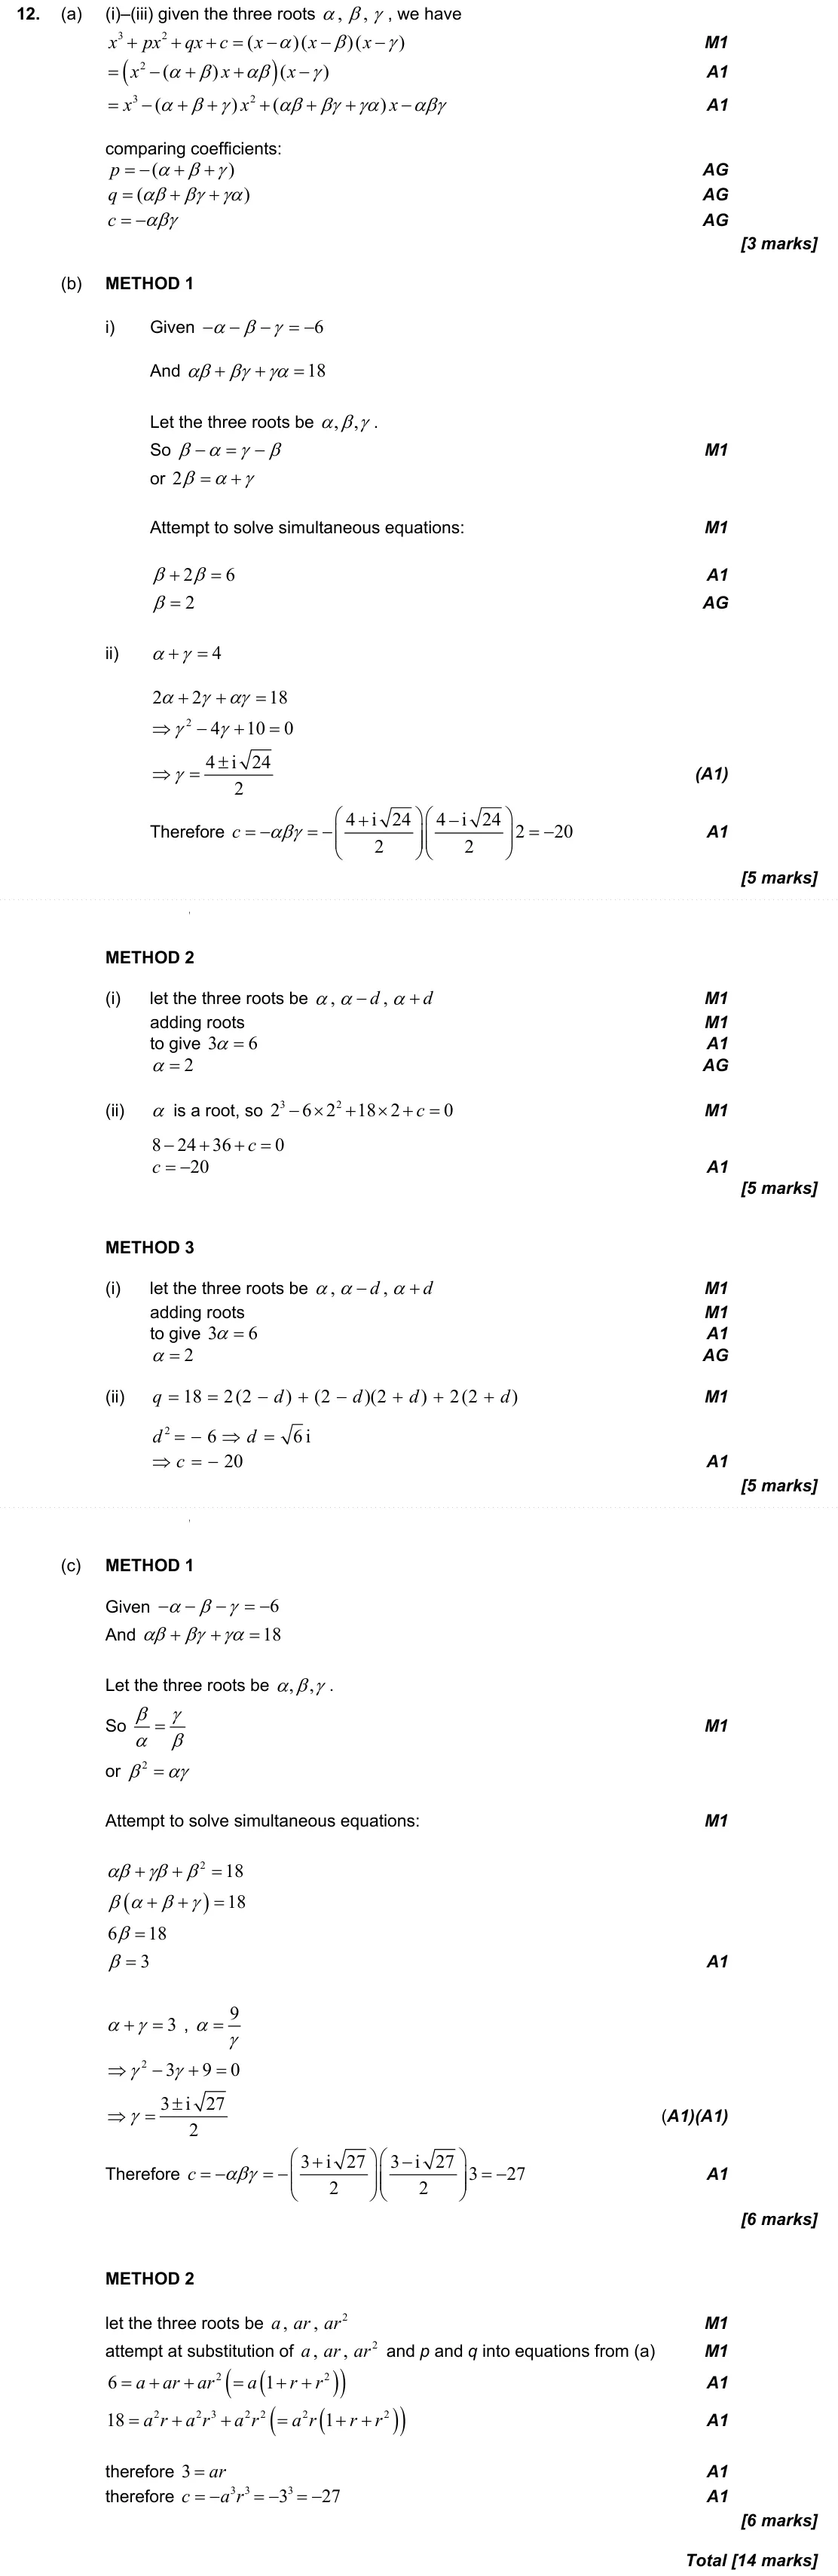 12. (a) (i)–(iii) given the three roots α, β, γ, we have
x³ + px² + qx + c = (x − α)(x − β)(x − γ) M1
= (x² − (α + β)x + αβ)(x − γ) A1
= x³ − (α + β + γ)x² + (αβ + βγ + γα)x − αβγ A1
comparing coefficients:
p = −(α + β + γ) AG
q = (αβ + βγ + γα) AG
c = −αβγ AG
[3 marks]
(b) METHOD 1
i) Given −α − β − γ = −6
And αβ + βγ + γα = 18
Let the three roots be α, β, γ.
So β − α = γ − β M1
or 2β = α + γ
Attempt to solve simultaneous equations: M1
β + 2β = 6 A1
β = 2 AG
ii) α + γ = 4
2α + 2γ + αγ = 18
⇒ γ² − 4γ + 10 = 0
⇒ γ = (4 ± i√24)/2 (A1)
Therefore c = −αβγ = −((4 + i√24)/2)((4 − i√24)/2)2 = −20 A1
[5 marks]
METHOD 2
(i) let the three roots be α, α − d, α + d M1
adding roots M1
to give 3α = 6 A1
α = 2 AG
(ii) α is a root, so 2³ − 6 × 2² + 18 × 2 + c = 0 M1
8 − 24 + 36 + c = 0
c = −20 A1
[5 marks]
METHOD 3
(i) let the three roots be α, α − d, α + d M1
adding roots M1
to give 3α = 6 A1
α = 2 AG
(ii) q = 18 = 2(2 − d) + (2 − d)(2 + d) + 2(2 + d) M1
d² = − 6 ⇒ d = √6 i
⇒ c = − 20 A1
[5 marks]
(c) METHOD 1
Given −α − β − γ = −6
And αβ + βγ + γα = 18
Let the three roots be α, β, γ.
So β/α = γ/β M1
or β² = αγ
Attempt to solve simultaneous equations: M1
αβ + γβ + β² = 18
β(α + β + γ) = 18
6β = 18
β = 3 A1
α + γ = 3, α = 9/γ
⇒ γ² − 3γ + 9 = 0
⇒ γ = (3 ± i√27)/2 (A1)(A1)
Therefore c = −αβγ = −((3 + i√27)/2)((3 − i√27)/2)3 = −27 A1
[6 marks]
METHOD 2
let the three roots be a, ar, ar² M1
attempt at substitution of a, ar, ar² and p and q into equations from (a) M1
6 = a + ar + ar² (= a(1 + r + r²)) A1
18 = a²r + a²r³ + a²r² (= a²r(1 + r + r²)) A1
therefore 3 = ar A1
therefore c = −a³r³ = −3³ = −27 A1
[6 marks]
Total [14 marks]